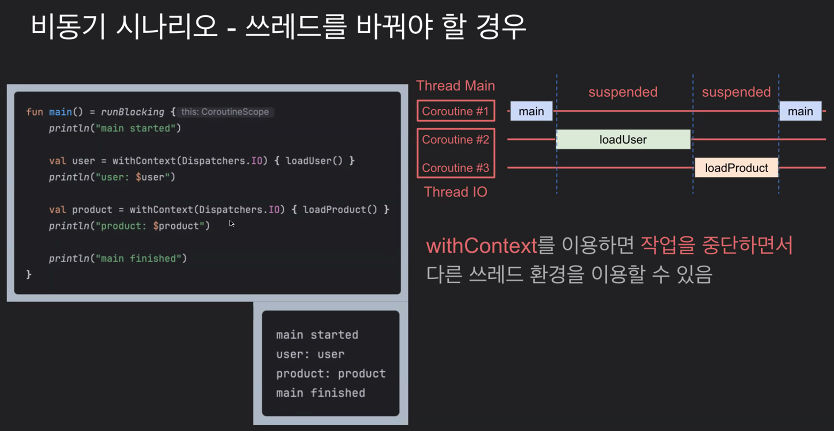 비동기 시나리오 - 쓰레드를 바꿔야 할 경우
fun main() = runBlocking { this: CoroutineScope
println("main started")
val user = withContext(Dispatchers.IO) { loadUser() }
println("user: $user")
val product = withContext(Dispatchers.IO) { loadProduct() }
println("product: $product")
println("main finished")
}
main started
user: user
product: product
main finished
Thread Main
suspended
suspended
Coroutine #1
main
main
Coroutine #2
loadUser
Coroutine #3
loadProduct
Thread IO
withContext를 이용하면 작업을 중단하면서
다른 쓰레드 환경을 이용할 수 있음